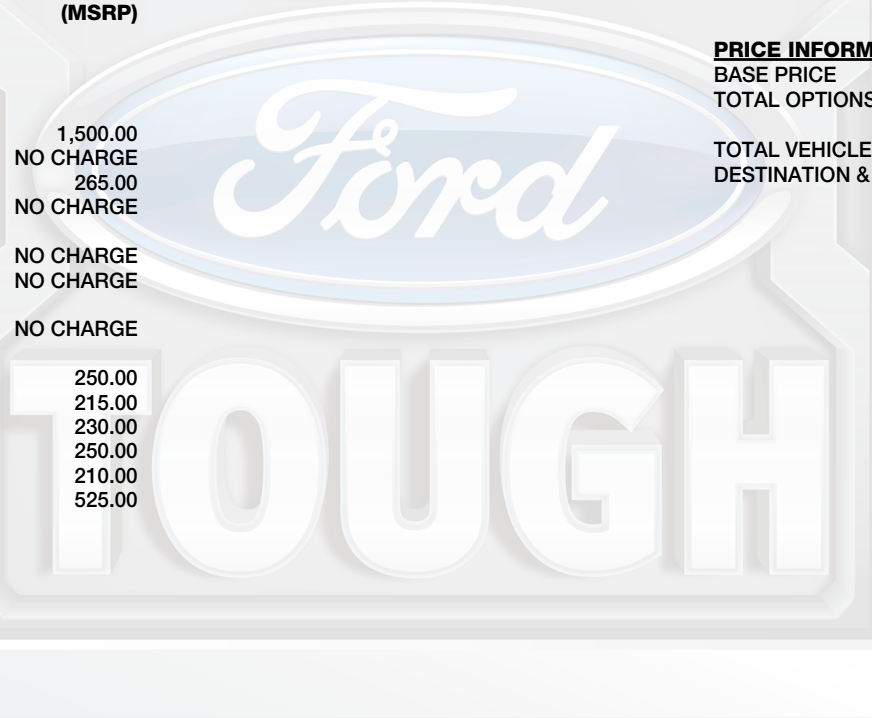 (MSRP)
1,500.00
NO CHARGE
265.00
NO CHARGE
NO CHARGE
NO CHARGE
NO CHARGE
250.00
215.00
230.00
250.00
210.00
525.00
PRICE INFORM
BASE PRICE
TOTAL OPTIONS
TOTAL VEHICLE
DESTINATION &
Ford
TOUGH